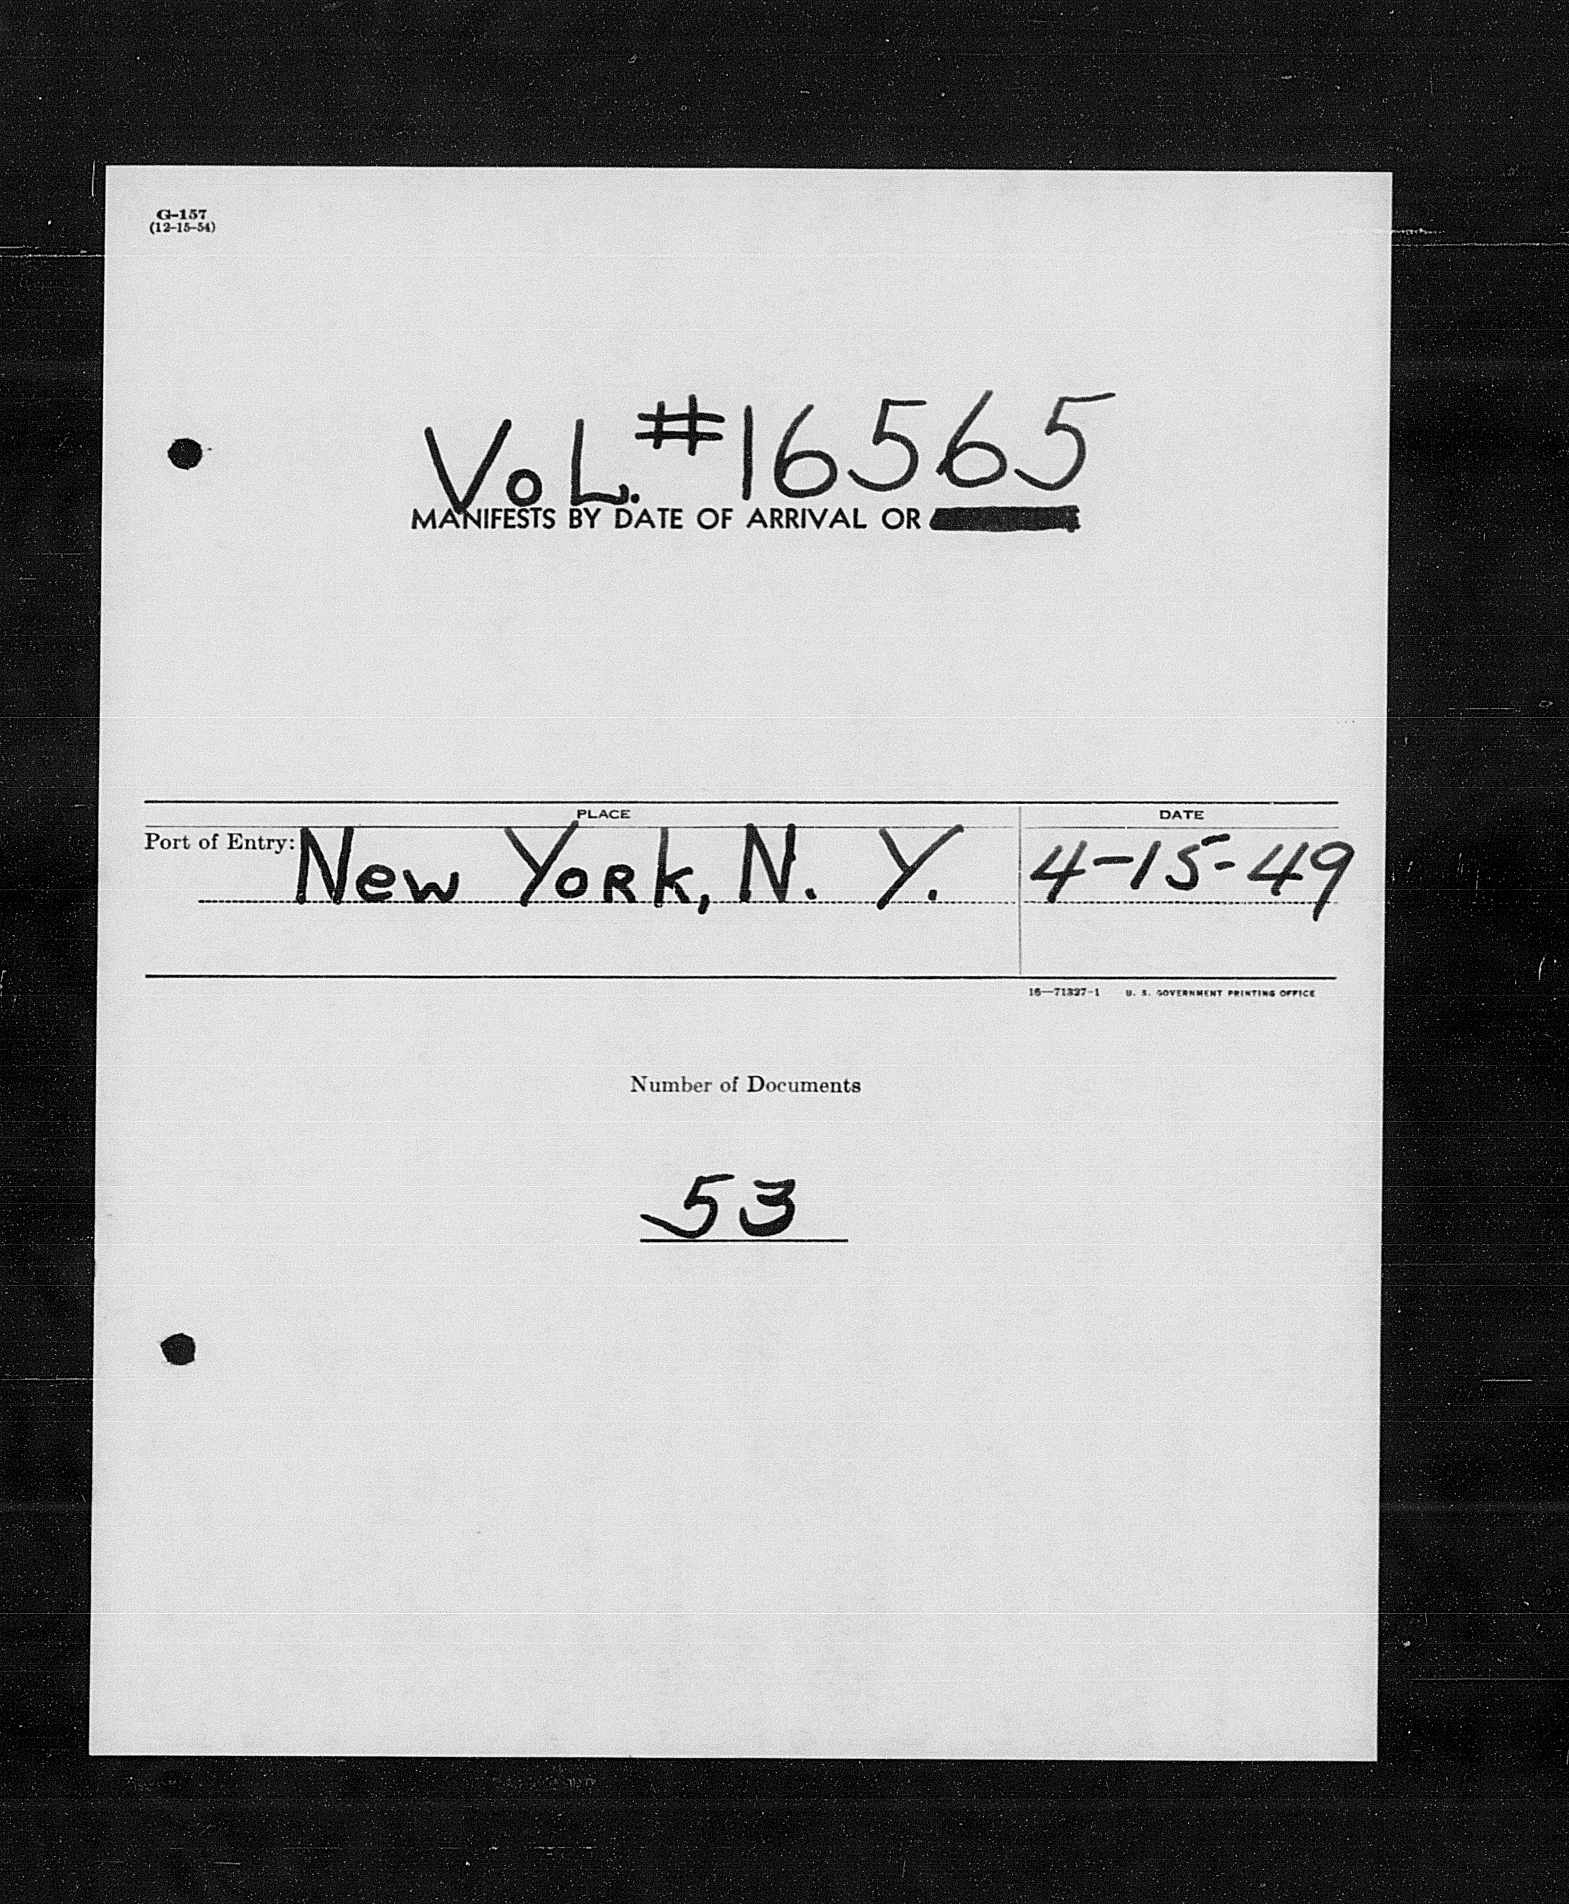 G-157
(12-15-54)
VoL. #16565
MANIFESTS BY DATE OF ARRIVAL OR
PLACE DATE
Port of Entry: New York, N. Y. 4-15-49
16—71327-1 U. S. GOVERNMENT PRINTING OFFICE
Number of Documents
53